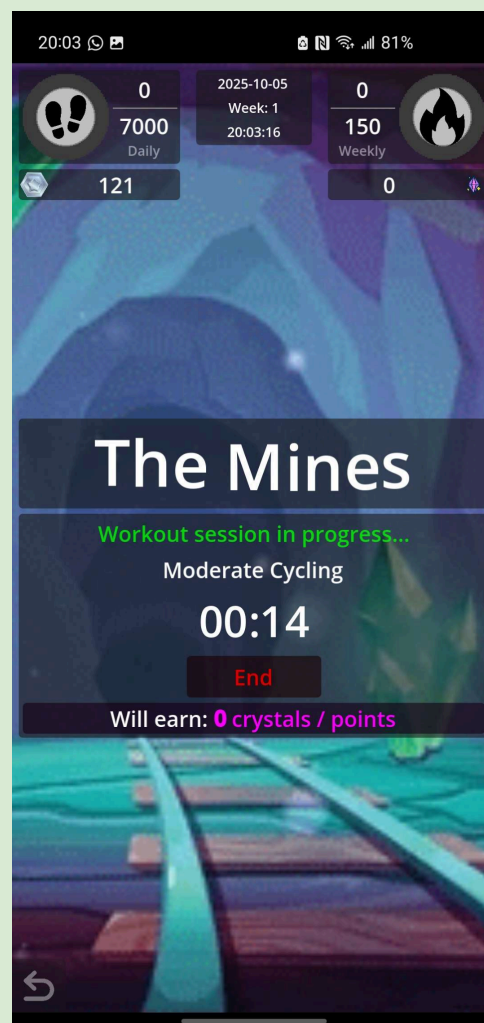 20:03
81%
0
7000
Daily
121
2025-10-05
Week: 1
20:03:16
0
150
Weekly
0
The Mines
Workout session in progress...
Moderate Cycling
00:14
End
Will earn: 0 crystals / points